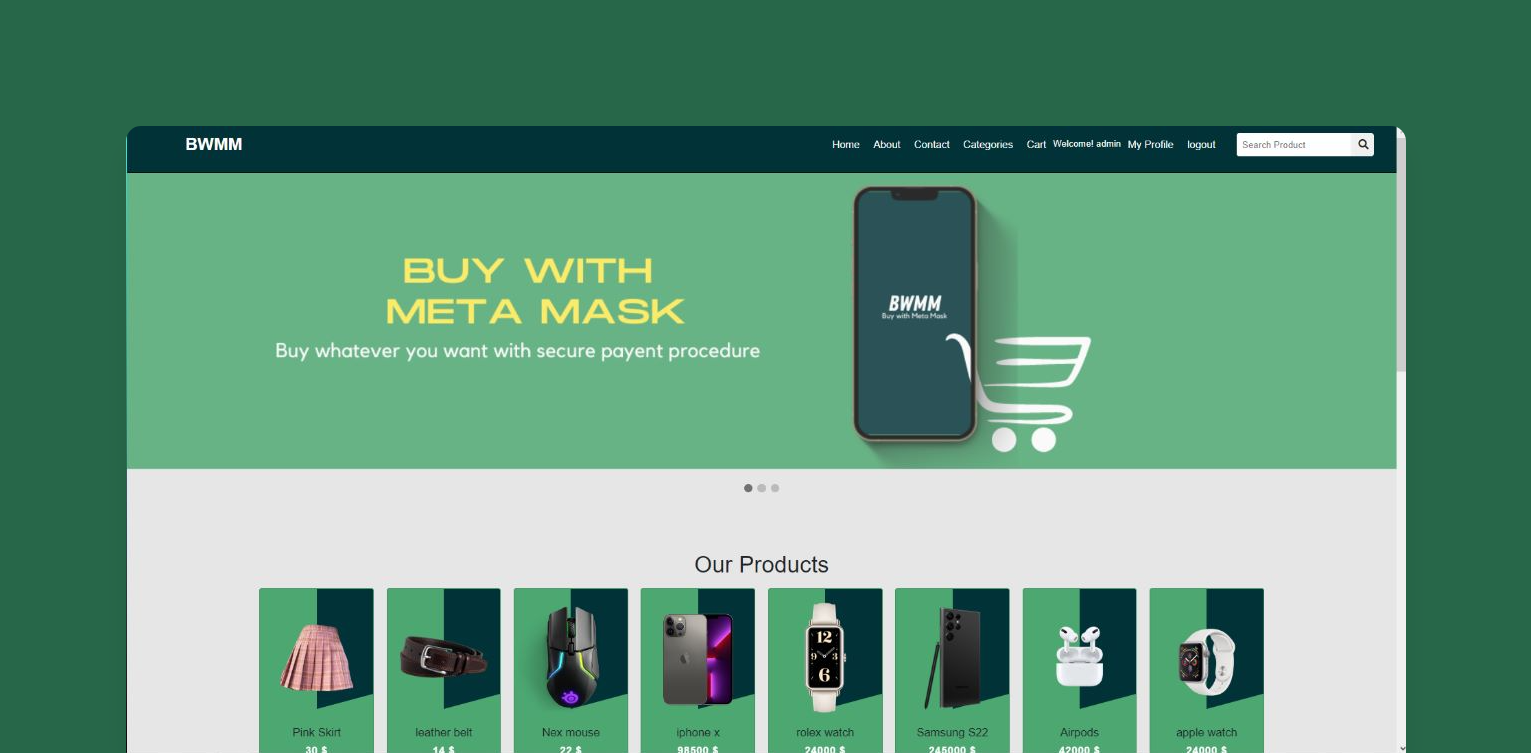 BWMM
Home About Contact Categories Cart Welcome! admin My Profile logout Search Product
BUY WITH
META MASK
Buy whatever you want with secure payent procedure
BWMM
Buy with Meta Mask
Our Products
Pink Skirt leather belt Nex mouse iphone x rolex watch Samsung S22 Airpods apple watch
30 $ 14 $ 22 $ 98500 $ 24000 $ 245000 $ 42000 $ 24000 $